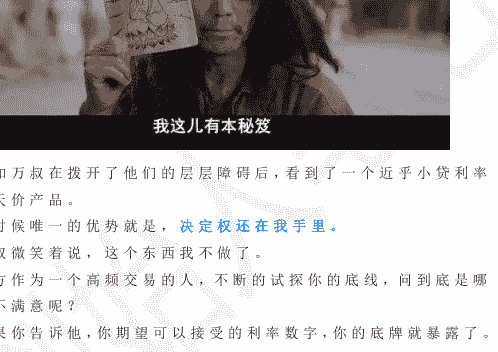 我这儿有本秘笈
如万叔在拨开了他们的层层障碍后，看到了一个近乎小贷利率
天价产品。
时候唯一的优势就是，决定权还在我手里。
叔微笑着说，这个东西我不做了。
方作为一个高频交易的人，不断的试探你的底线，问到底是哪
不满意呢？
果你告诉他，你期望可以接受的利率数字，你的底牌就暴露了。